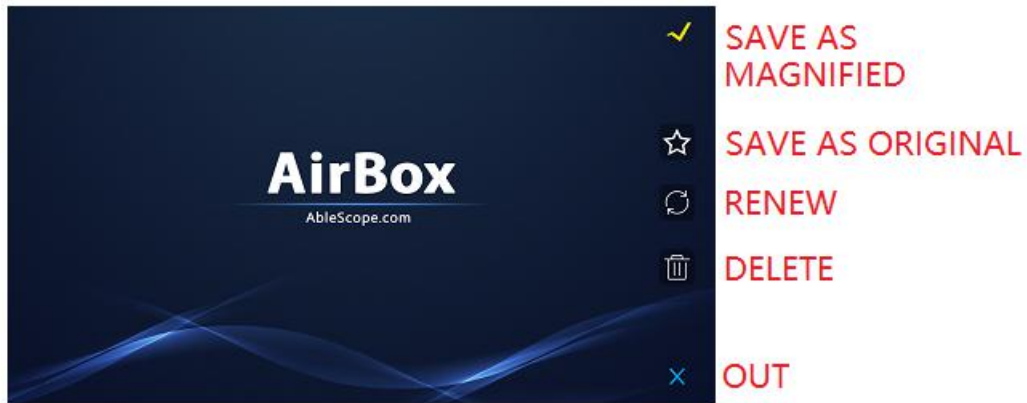 SAVE AS
MAGNIFIED
SAVE AS ORIGINAL
AirBox
RENEW
AbleScope.com
DELETE
OUT